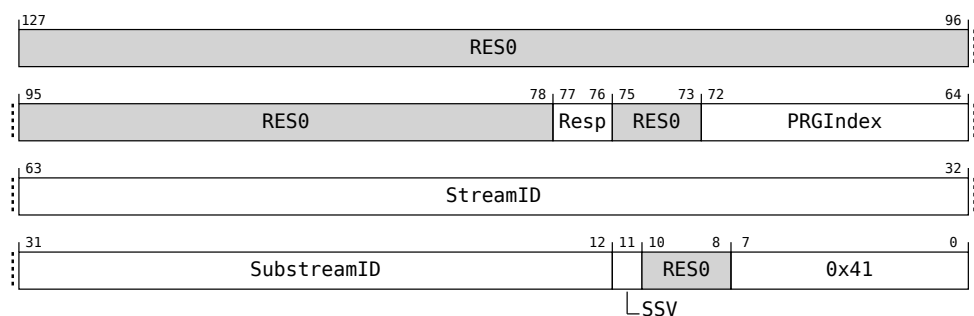 127 96
RES0
95 78 77 76 75 73 72 64
RES0 Resp RES0 PRGIndex
63 32
StreamID
31 12 11 10 8 7 0
SubstreamID RES0 0x41
SSV